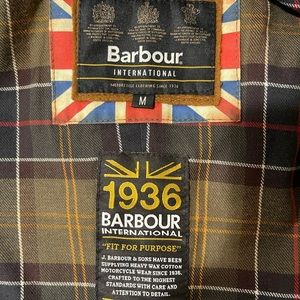 Barbour
INTERNATIONAL
MOTORCYCLE CLOTHING SINCE 1936
M
1936
BARBOUR
INTERNATIONAL
"FIT FOR PURPOSE"
J. BARBOUR & SONS HAVE BEEN
SUPPLYING HEAVY WAX COTTON
MOTORCYCLE WEAR SINCE 1936.
CRAFTED TO THE HIGHEST
STANDARDS WITH CARE AND
ATTENTION TO DETAIL.